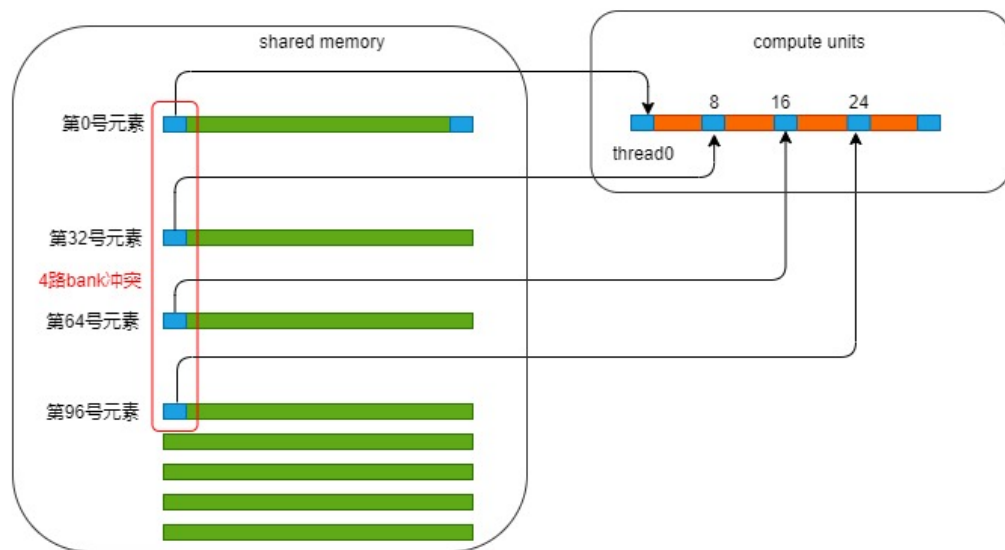 shared memory
compute units
第0号元素
8
16
24
thread0
第32号元素
4路bank冲突
第64号元素
第96号元素